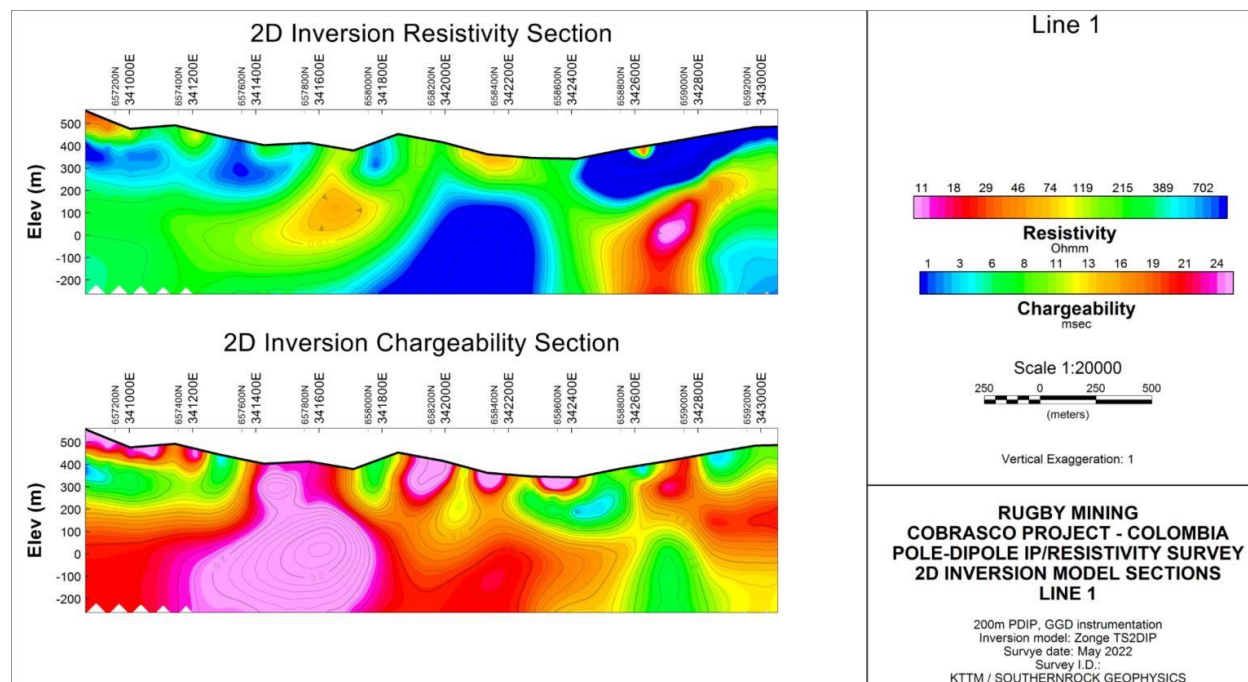 2D Inversion Resistivity Section
657200N 657400N 657600N 657800N 658000N 658200N 658400N 658600N 658800N 659000N 659200N
341000E 341200E 341400E 341600E 341800E 342000E 342200E 342400E 342600E 342800E 343000E
Elev (m)
500
400
300
200
100
0
-100
-200
100
2D Inversion Chargeability Section
657200N 657400N 657600N 657800N 658000N 658200N 658400N 658600N 658800N 659000N 659200N
341000E 341200E 341400E 341600E 341800E 342000E 342200E 342400E 342600E 342800E 343000E
Elev (m)
500
400
300
200
100
0
-100
-200
25
30
15
10
15
Line 1
11 18 29 46 74 119 215 389 702
Resistivity
Ohmm
1 3 6 8 11 13 16 19 21 24
Chargeability
msec
Scale 1:20000
250 0 250 500
(meters)
Vertical Exaggeration: 1
RUGBY MINING
COBRASCO PROJECT - COLOMBIA
POLE-DIPOLE IP/RESISTIVITY SURVEY
2D INVERSION MODEL SECTIONS
LINE 1
200m PDIP, GGD instrumentation
Inversion model: Zonge TS2DIP
Survye date: May 2022
Survey I.D.:
KTTM / SOUTHERNROCK GEOPHYSICS